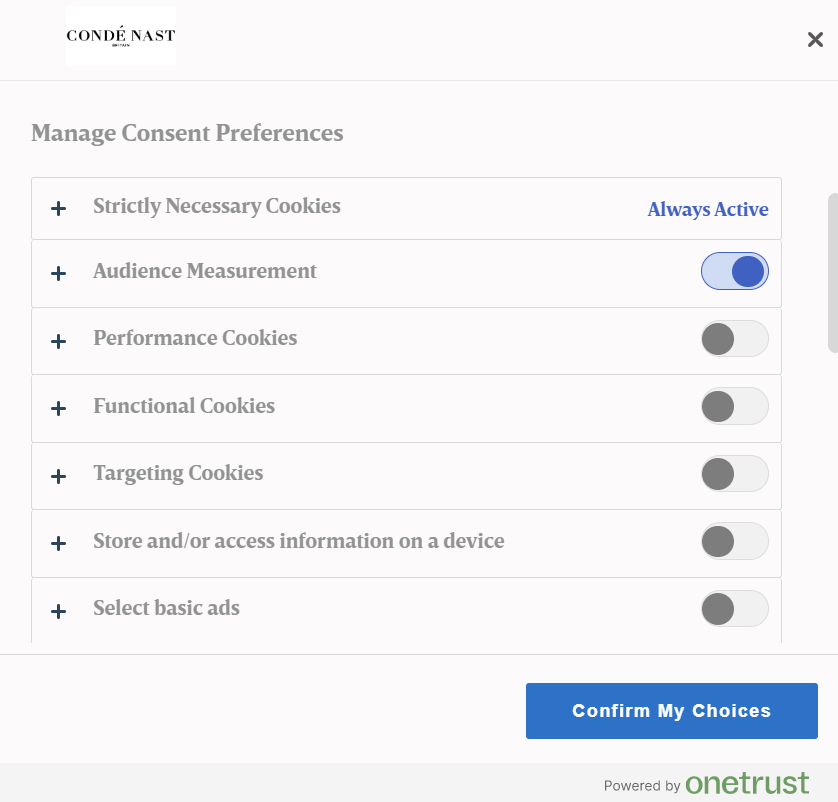 CONDÉ NAST
BRITAIN
Manage Consent Preferences
Strictly Necessary Cookies
Always Active
Audience Measurement
Performance Cookies
Functional Cookies
Targeting Cookies
Store and/or access information on a device
Select basic ads
Confirm My Choices
Powered by onetrust